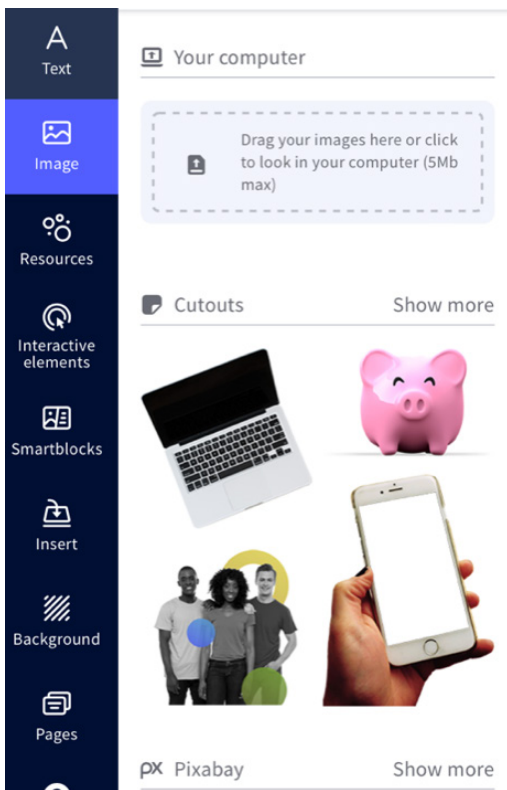 Text
Image
Resources
Interactive
elements
Smartblocks
Insert
Background
Pages
Your computer
Drag your images here or click
to look in your computer (5Mb
max)
Cutouts Show more
px Pixabay Show more